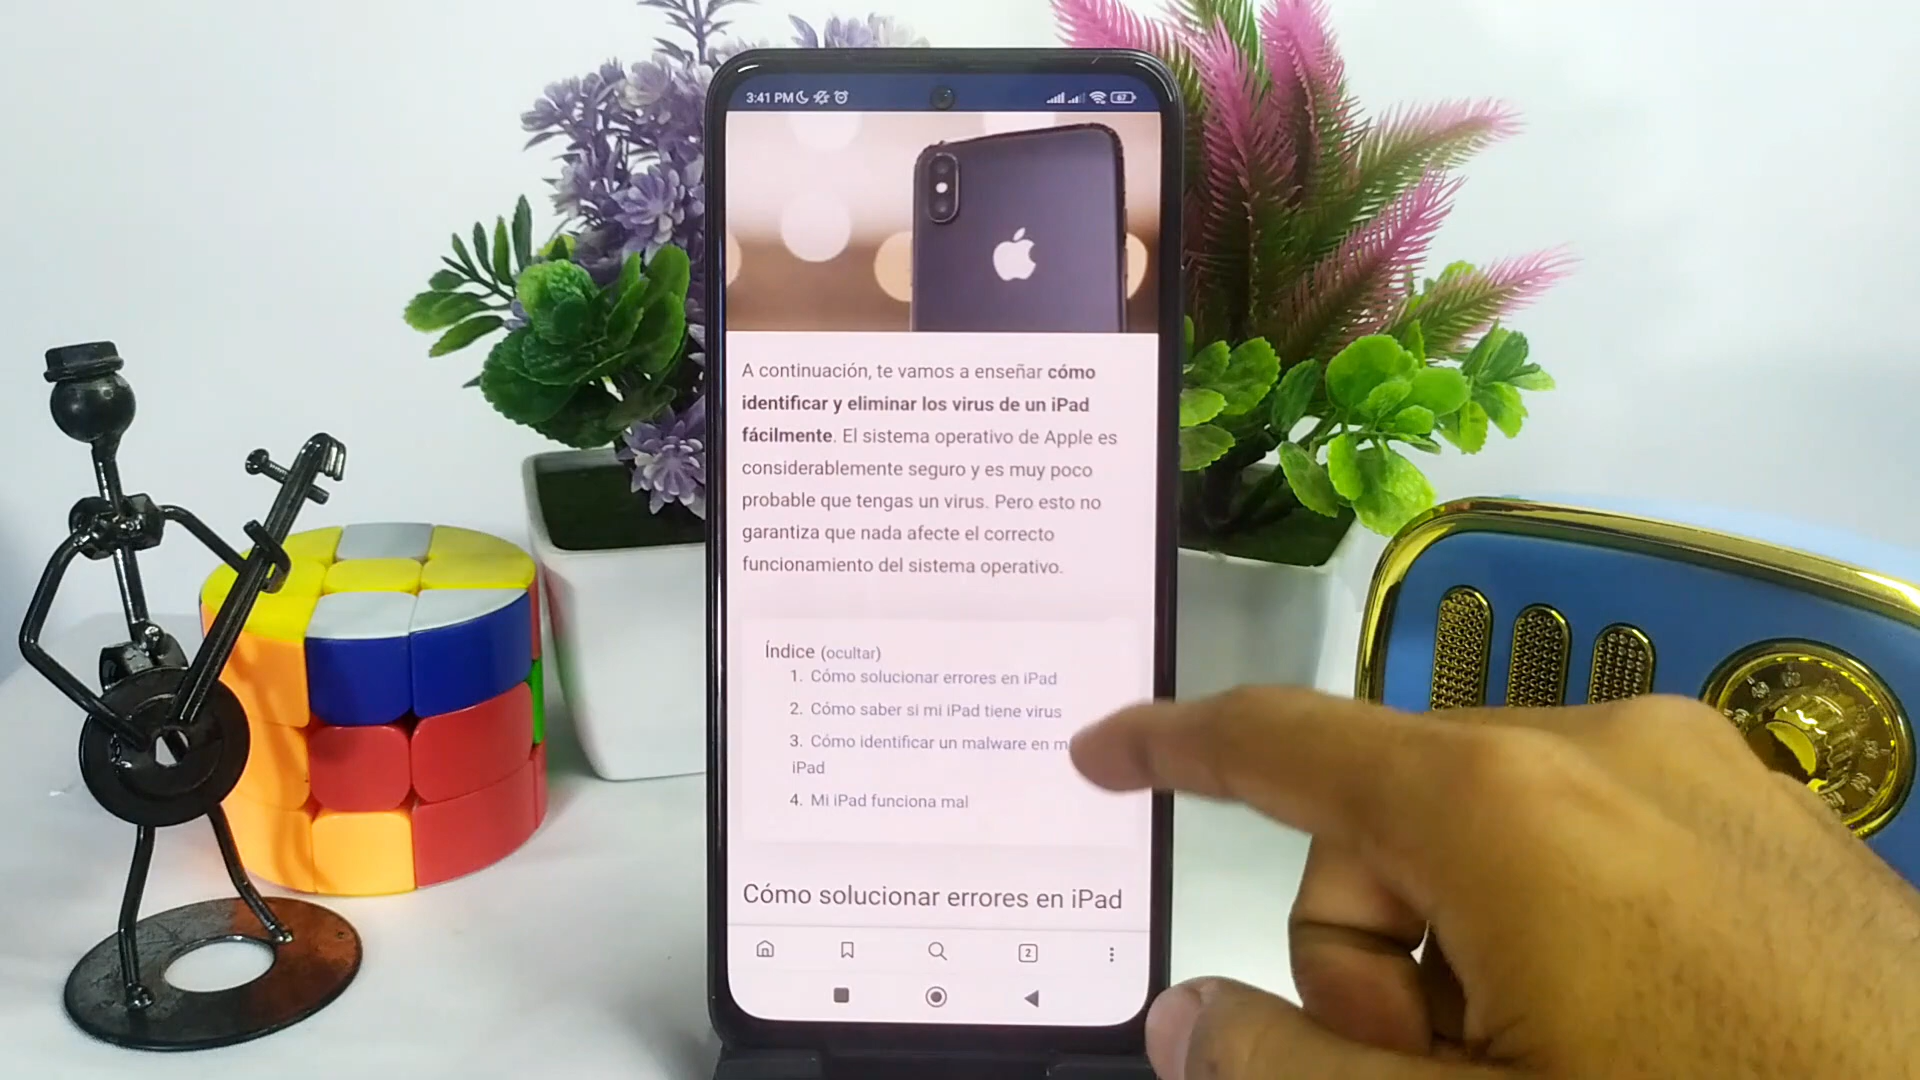 3:41 PM
67
A continuación, te vamos a enseñar cómo
identificar y eliminar los virus de un iPad
fácilmente. El sistema operativo de Apple es
considerablemente seguro y es muy poco
probable que tengas un virus. Pero esto no
garantiza que nada afecte el correcto
funcionamiento del sistema operativo.
Índice (ocultar)
1. Cómo solucionar errores en iPad
2. Cómo saber si mi iPad tiene virus
3. Cómo identificar un malware en
iPad
4. Mi iPad funciona mal
Cómo solucionar errores en iPad
2